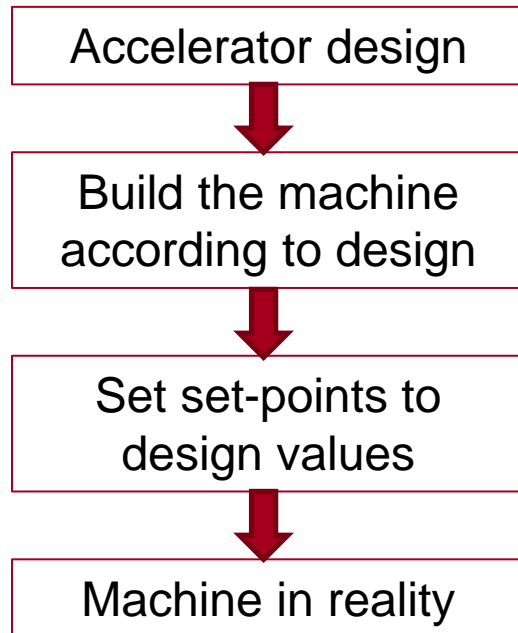 Accelerator design
Build the machine
according to design
Set set-points to
design values
Machine in reality